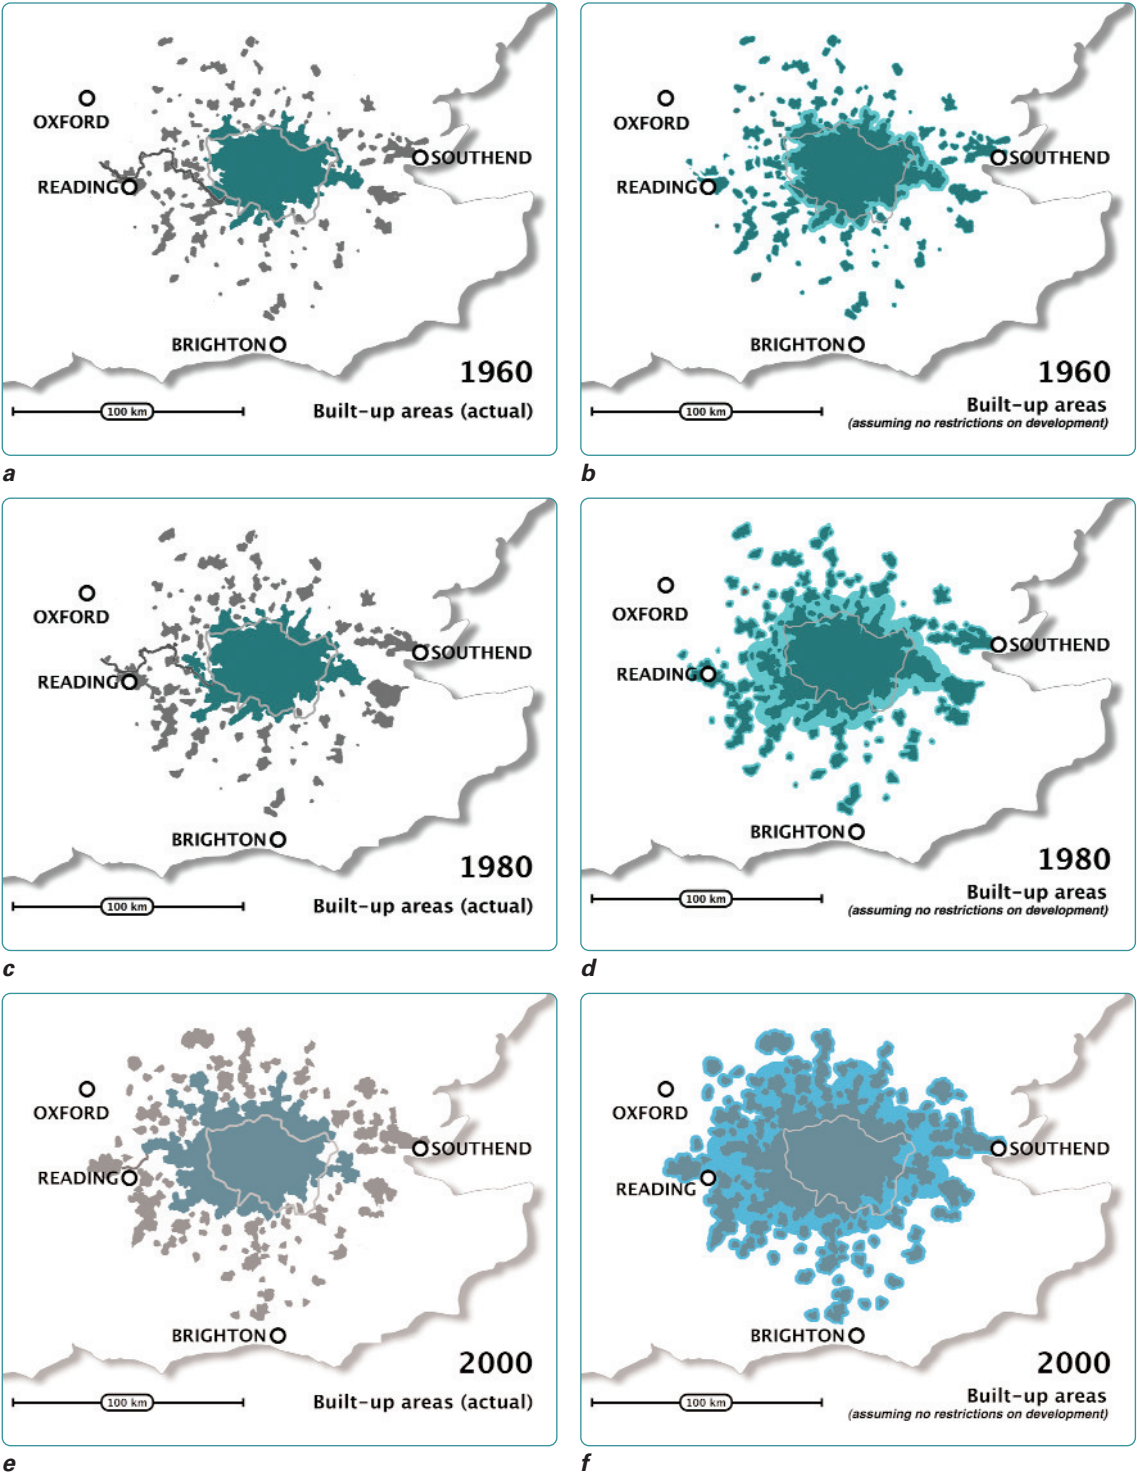 OXFORD
SOUTHEND
READING
BRIGHTON
1960
100 km
Built-up areas (actual)
a
OXFORD
SOUTHEND
READING
BRIGHTON
1960
100 km
Built-up areas
(assuming no restrictions on development)
b
OXFORD
SOUTHEND
READING
BRIGHTON
1980
100 km
Built-up areas (actual)
c
OXFORD
SOUTHEND
READING
BRIGHTON
1980
100 km
Built-up areas
(assuming no restrictions on development)
d
OXFORD
SOUTHEND
READING
BRIGHTON
2000
100 km
Built-up areas (actual)
e
OXFORD
SOUTHEND
READING
BRIGHTON
2000
100 km
Built-up areas
(assuming no restrictions on development)
f